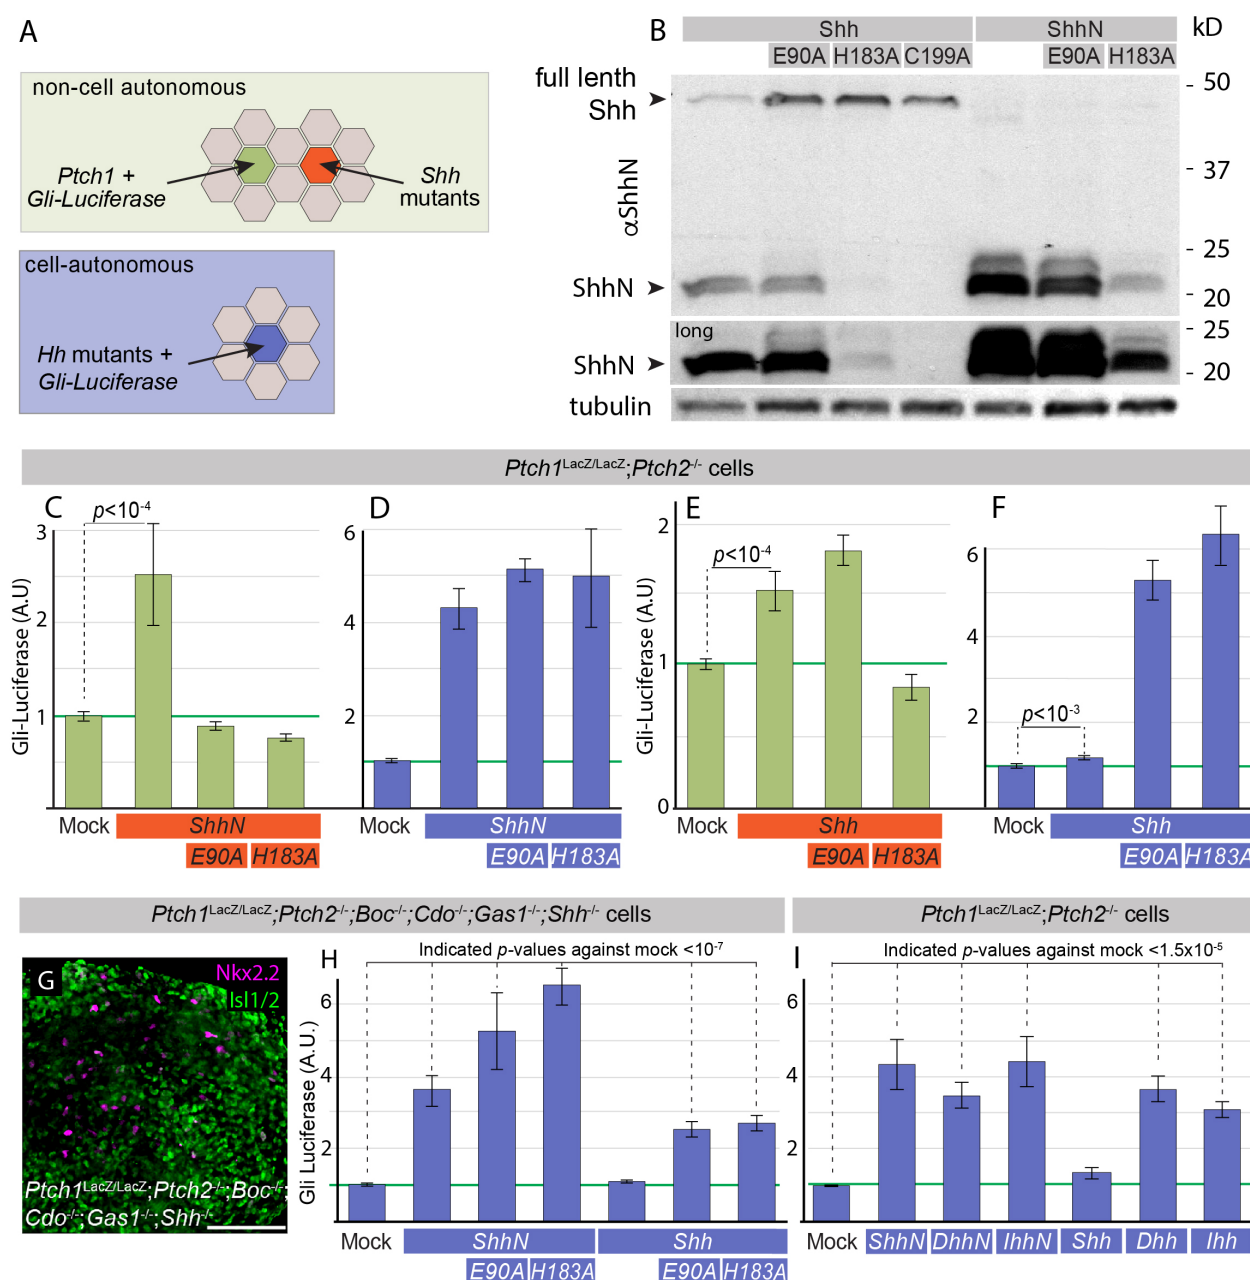 A
non-cell autonomous
Ptch1 +
Gli-Luciferase
Shh
mutants
cell-autonomous
Hh mutants +
Gli-Luciferase
B
Shh
ShhN
kD
E90A
H183A
C199A
E90A
H183A
full lenth
Shh
αShhN
ShhN
- 50
- 37
- 25
- 20
long
ShhN
- 25
- 20
tubulin
Ptch1LacZ/LacZ;Ptch2-/- cells
C
p<10-4
Gli-Luciferase (A.U)
3
2
1
Mock
ShhN
E90A
H183A
D
6
4
2
Mock
ShhN
E90A
H183A
E
p<10-4
Gli-Luciferase (A.U)
2
1
0
Mock
Shh
E90A
H183A
F
p<10-3
6
4
2
Mock
Shh
E90A
H183A
Ptch1LacZ/LacZ;Ptch2-/-;Boc-/-;Cdo-/-;Gas1-/-;Shh-/- cells
Ptch1LacZ/LacZ;Ptch2-/- cells
G
Nkx2.2
Isl1/2
Ptch1LacZ/LacZ;Ptch2-/-;Boc-/-;
Cdo-/-;Gas1-/-;Shh-/-
H
Indicated p-values against mock <10-7
Gli Luciferase (A.U.)
6
4
2
Mock
ShhN
Shh
E90A
H183A
E90A
H183A
I
Indicated p-values against mock <1.5x10-5
6
4
2
Mock
ShhN
DhhN
IhhN
Shh
Dhh
Ihh